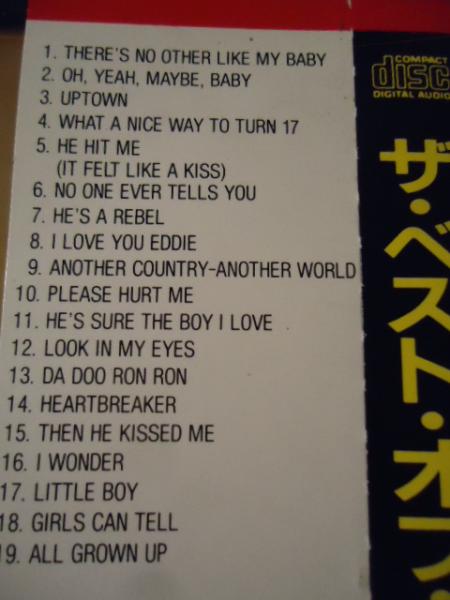 1. THERE'S NO OTHER LIKE MY BABY
2. OH, YEAH, MAYBE, BABY
3. UPTOWN
4. WHAT A NICE WAY TO TURN 17
5. HE HIT ME
(IT FELT LIKE A KISS)
6. NO ONE EVER TELLS YOU
7. HE'S A REBEL
8. I LOVE YOU EDDIE
9. ANOTHER COUNTRY-ANOTHER WORLD
10. PLEASE HURT ME
11. HE'S SURE THE BOY I LOVE
12. LOOK IN MY EYES
13. DA DOO RON RON
14. HEARTBREAKER
15. THEN HE KISSED ME
16. I WONDER
17. LITTLE BOY
18. GIRLS CAN TELL
19. ALL GROWN UP
COMPACT
disc
DIGITAL AUDIO
ザ・ベスト・オブ・